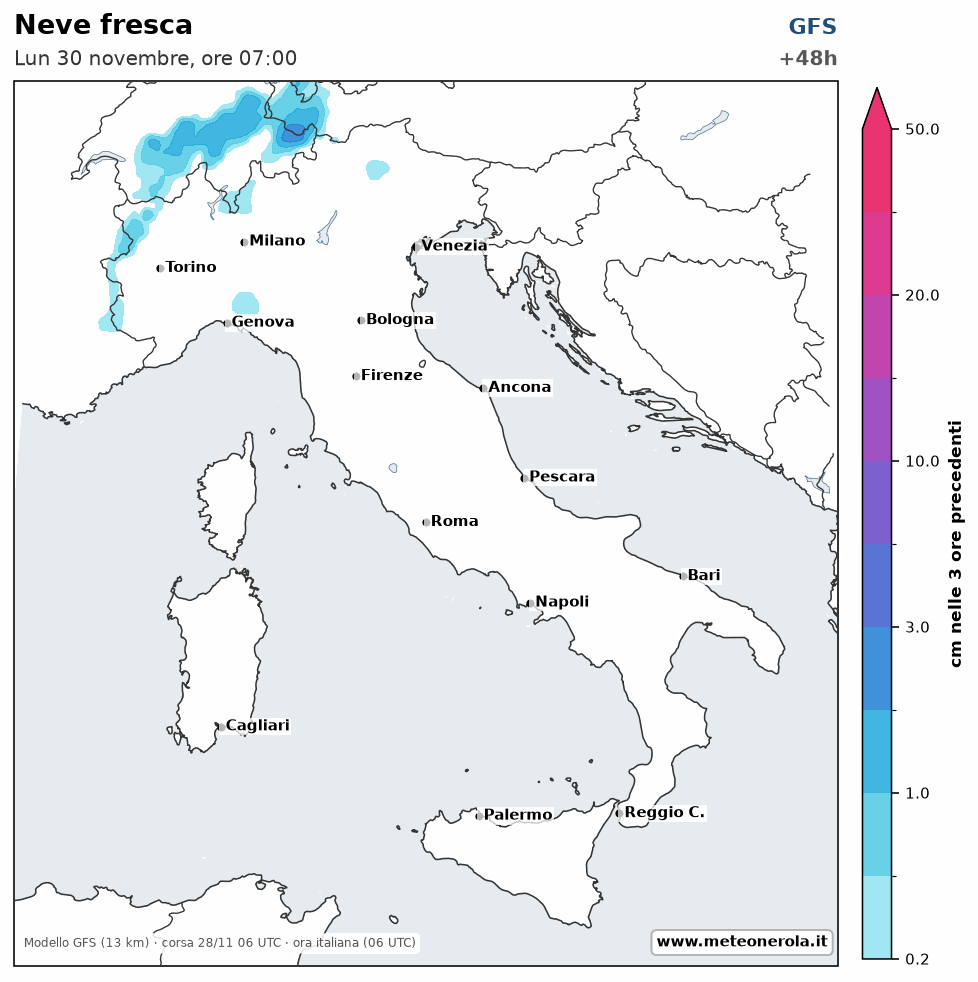 Neve fresca
GFS
Lun 30 novembre, ore 07:00
+48h
50.0
20.0
10.0
3.0
1.0
0.2
cm nelle 3 ore precedenti
Milano
Venezia
Torino
Genova
Bologna
Firenze
Ancona
Pescara
Roma
Bari
Napoli
Cagliari
Palermo
Reggio C.
Modello GFS (13 km) · corsa 28/11 06 UTC · ora italiana (06 UTC)
www.meteonerola.it